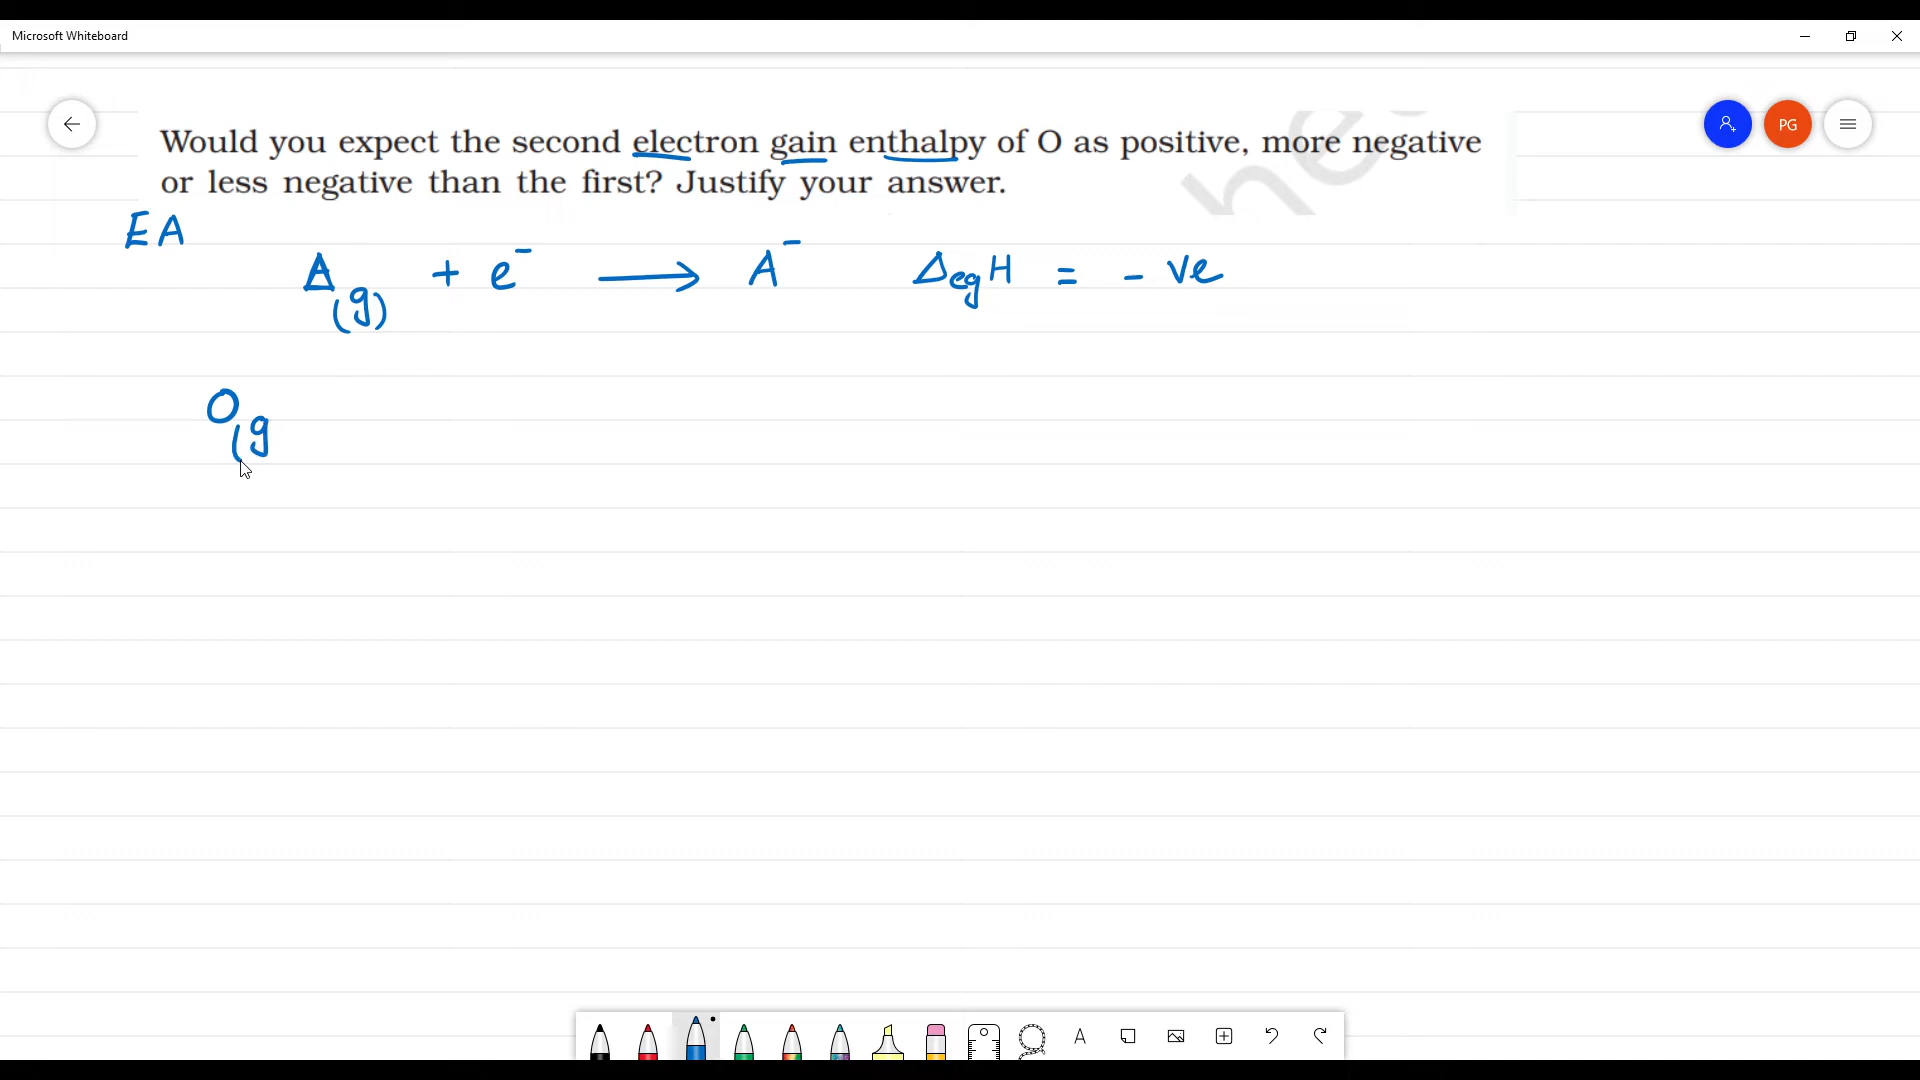 Microsoft Whiteboard
PG
Would you expect the second electron gain enthalpy of O as positive, more negative
or less negative than the first? Justify your answer.
EA
A(g) + e⁻ ⟶ A⁻ ΔegH = - ve
O(g
A